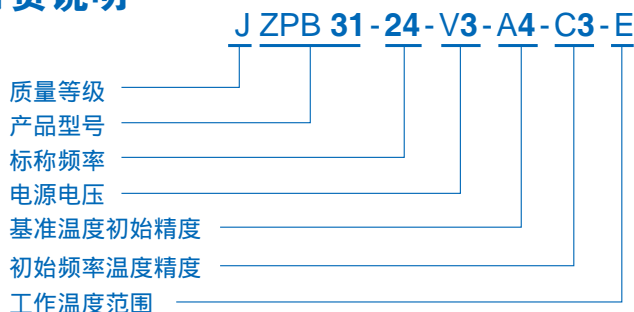 J ZPB 31-24-V3-A4-C3-E
质量等级
产品型号
标称频率
电源电压
基准温度初始精度
初始频率温度精度
工作温度范围